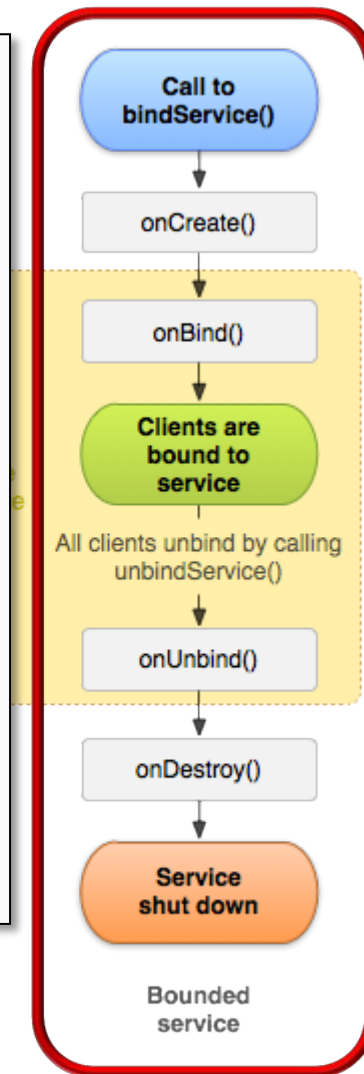 Call to
bindService()
onCreate()
onBind()
Clients are
bound to
service
All clients unbind by calling
unbindService()
onUnbind()
onDestroy()
Service
shut down
Bounded
service